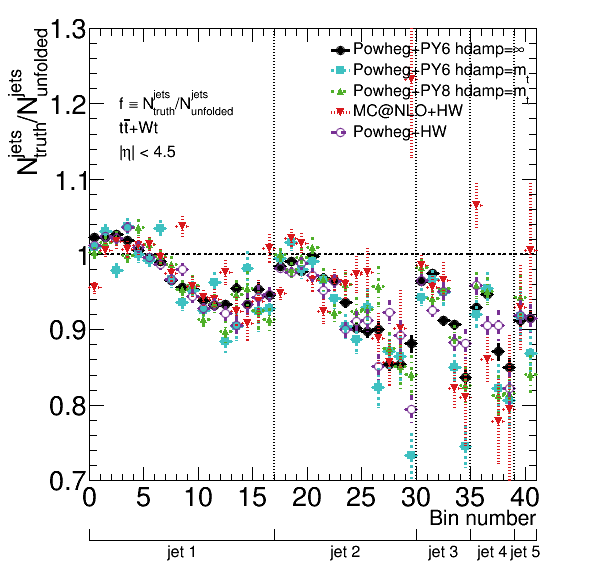 1.3
1.2
1.1
1
0.9
0.8
0.7
N^jets_truth/N^jets_unfolded
Powheg+PY6 hdamp=∞
Powheg+PY6 hdamp=m_t
Powheg+PY8 hdamp=m_t
MC@NLO+HW
Powheg+HW
f ≡ N^jets_truth/N^jets_unfolded
tt̅+Wt
|η| < 4.5
0 5 10 15 20 25 30 35 40
Bin number
jet 1 jet 2 jet 3 jet 4 jet 5